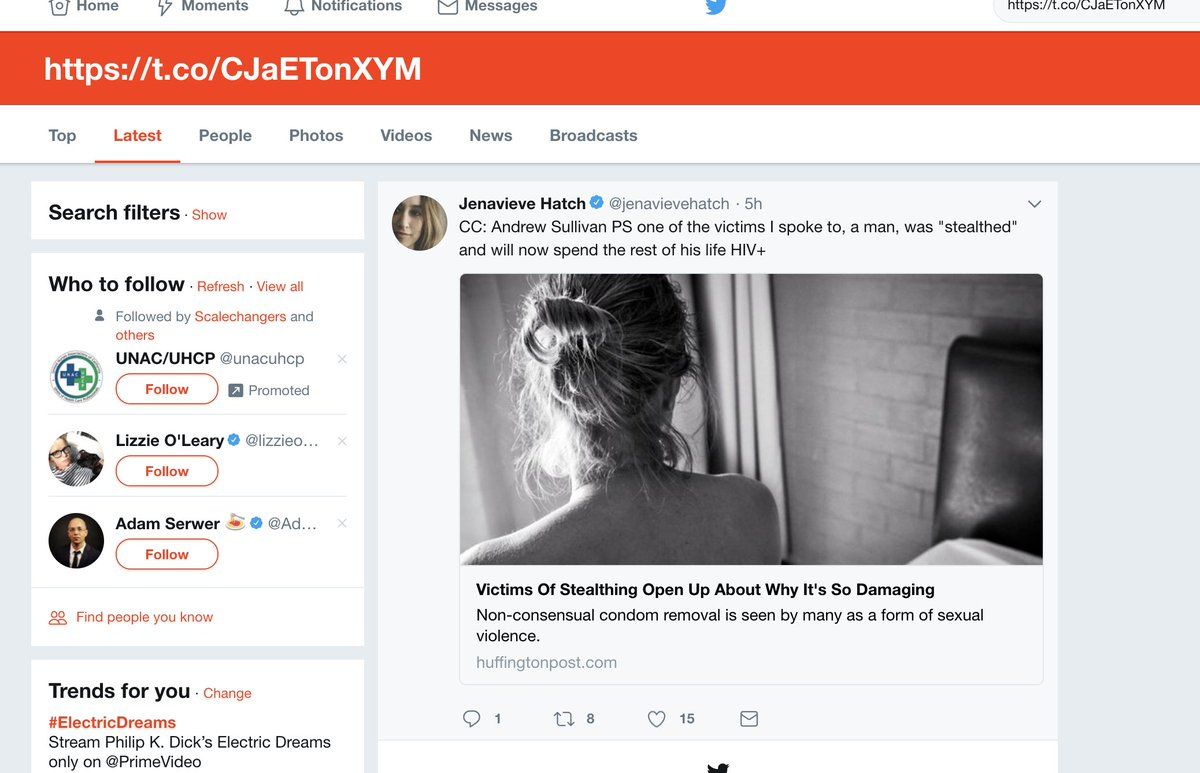 Home
Moments
Notifications
Messages
https://t.co/CJaETonXYM
https://t.co/CJaETonXYM
Top
Latest
People
Photos
Videos
News
Broadcasts
Search filters · Show
Who to follow · Refresh · View all
Followed by Scalechangers and
others
UNAC/UHCP @unacuhcp
Follow
Promoted
Lizzie O'Leary @lizzieo...
Follow
Adam Serwer @Ad...
Follow
Find people you know
Trends for you · Change
#ElectricDreams
Stream Philip K. Dick’s Electric Dreams
only on @PrimeVideo
Jenavieve Hatch @jenavievehatch · 5h
CC: Andrew Sullivan PS one of the victims I spoke to, a man, was "stealthed"
and will now spend the rest of his life HIV+
Victims Of Stealthing Open Up About Why It's So Damaging
Non-consensual condom removal is seen by many as a form of sexual
violence.
huffingtonpost.com
1
8
15